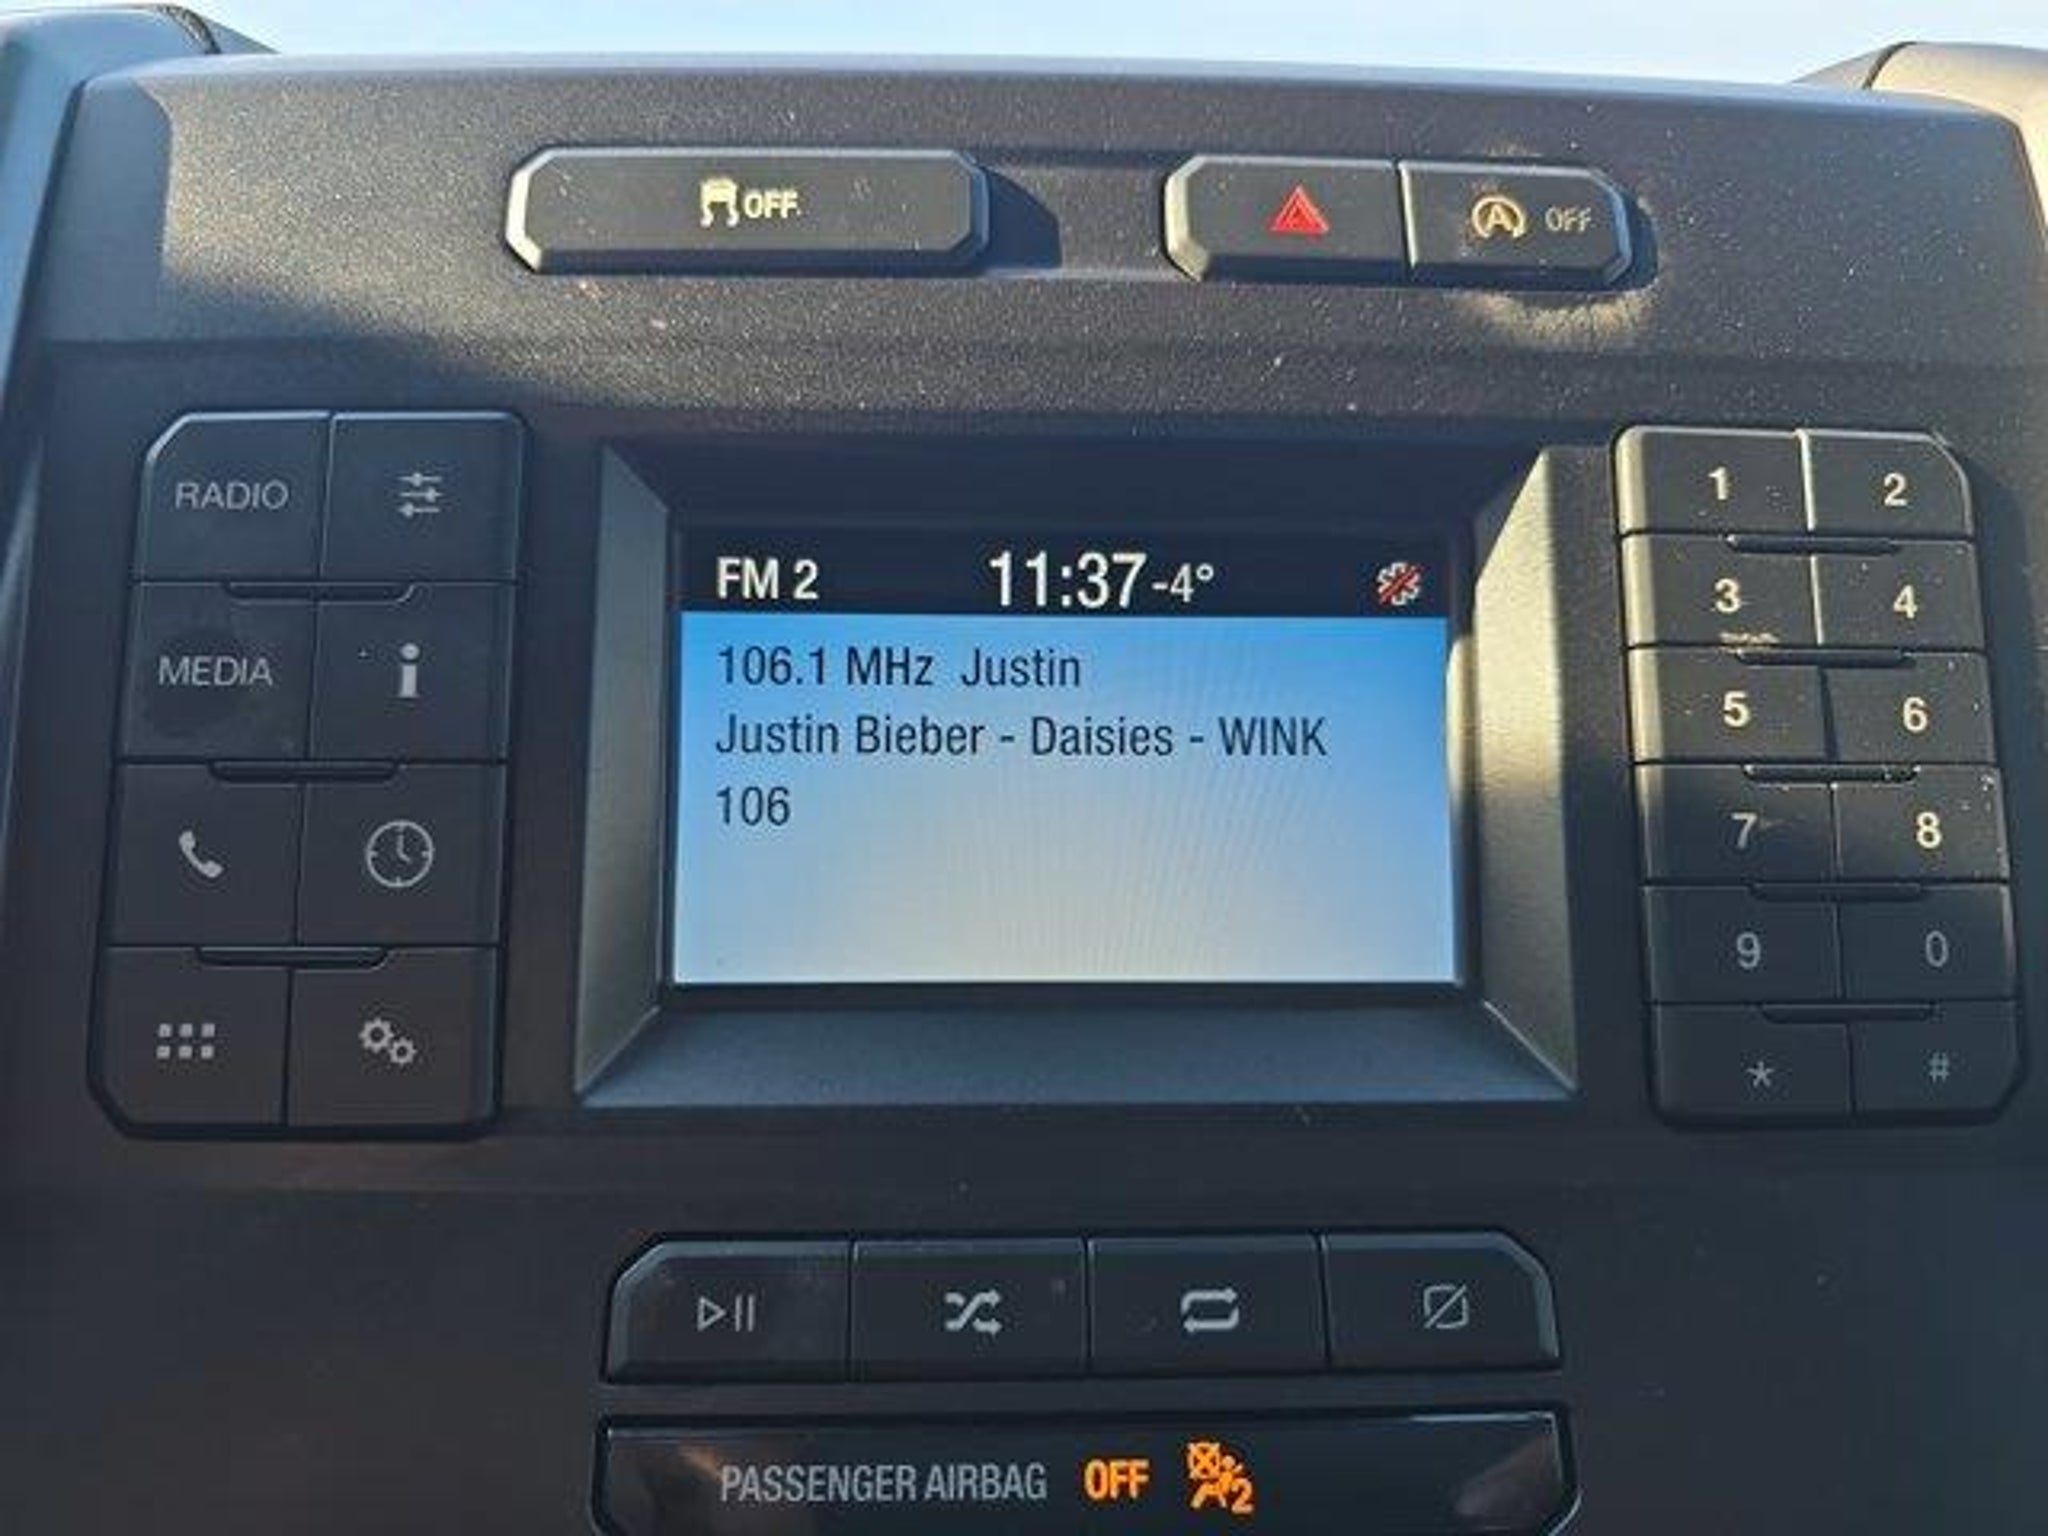 OFF
A OFF
RADIO
MEDIA
FM 2 11:37 -4°
106.1 MHz Justin
Justin Bieber - Daisies - WINK
106
1 2
3 4
5 6
7 8
9 0
* #
PASSENGER AIRBAG OFF 2